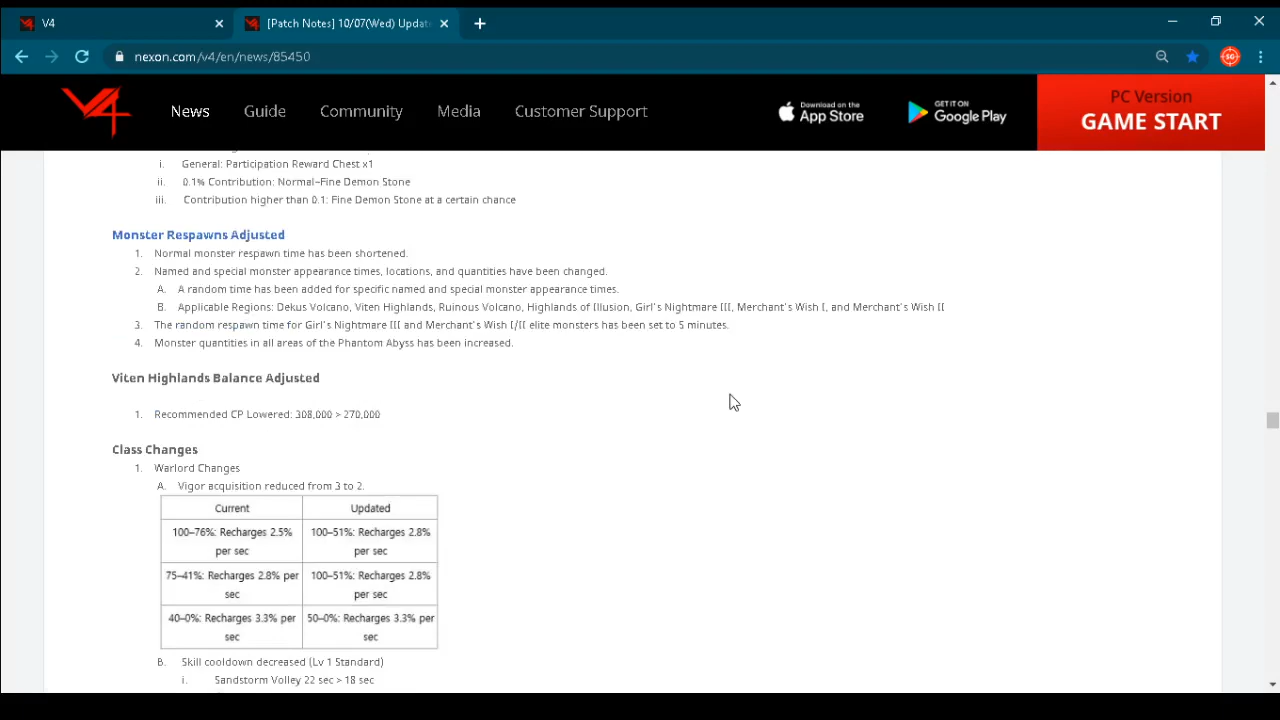 V4
[Patch Notes] 10/07(Wed) Updat
nexon.com/v4/en/news/85450
V4
News
Guide
Community
Media
Customer Support
Download on the
App Store
GET IT ON
Google Play
PC Version
GAME START
i. General: Participation Reward Chest x1
ii. 0.1% Contribution: Normal–Fine Demon Stone
iii. Contribution higher than 0.1: Fine Demon Stone at a certain chance
Monster Respawns Adjusted
1. Normal monster respawn time has been shortened.
2. Named and special monster appearance times, locations, and quantities have been changed.
A. A random time has been added for specific named and special monster appearance times.
B. Applicable Regions: Dekus Volcano, Viten Highlands, Ruinous Volcano, Highlands of Illusion, Girl's Nightmare III, Merchant's Wish I, and Merchant's Wish II
3. The random respawn time for Girl's Nightmare III and Merchant's Wish I/II elite monsters has been set to 5 minutes.
4. Monster quantities in all areas of the Phantom Abyss has been increased.
Viten Highlands Balance Adjusted
1. Recommended CP Lowered: 308,000 > 270,000
Class Changes
1. Warlord Changes
A. Vigor acquisition reduced from 3 to 2.
Current Updated
100–76%: Recharges 2.5% per sec 100–51%: Recharges 2.8% per sec
75–41%: Recharges 2.8% per sec 100–51%: Recharges 2.8% per sec
40–0%: Recharges 3.3% per sec 50–0%: Recharges 3.3% per sec
B. Skill cooldown decreased (Lv 1 Standard)
i. Sandstorm Volley 22 sec > 18 sec